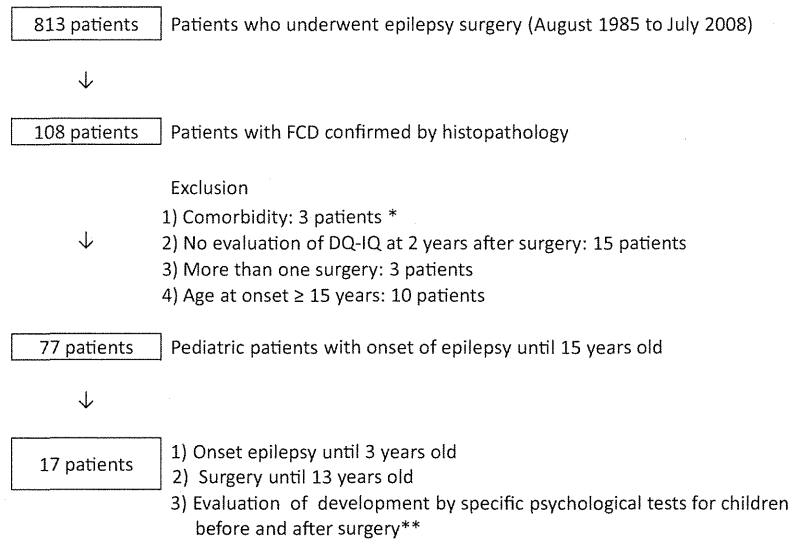 813 patients Patients who underwent epilepsy surgery (August 1985 to July 2008)
↓
108 patients Patients with FCD confirmed by histopathology
Exclusion
1) Comorbidity: 3 patients *
↓ 2) No evaluation of DQ-IQ at 2 years after surgery: 15 patients
3) More than one surgery: 3 patients
4) Age at onset ≥ 15 years: 10 patients
77 patients Pediatric patients with onset of epilepsy until 15 years old
↓
17 patients 1) Onset epilepsy until 3 years old
2) Surgery until 13 years old
3) Evaluation of development by specific psychological tests for children
before and after surgery**